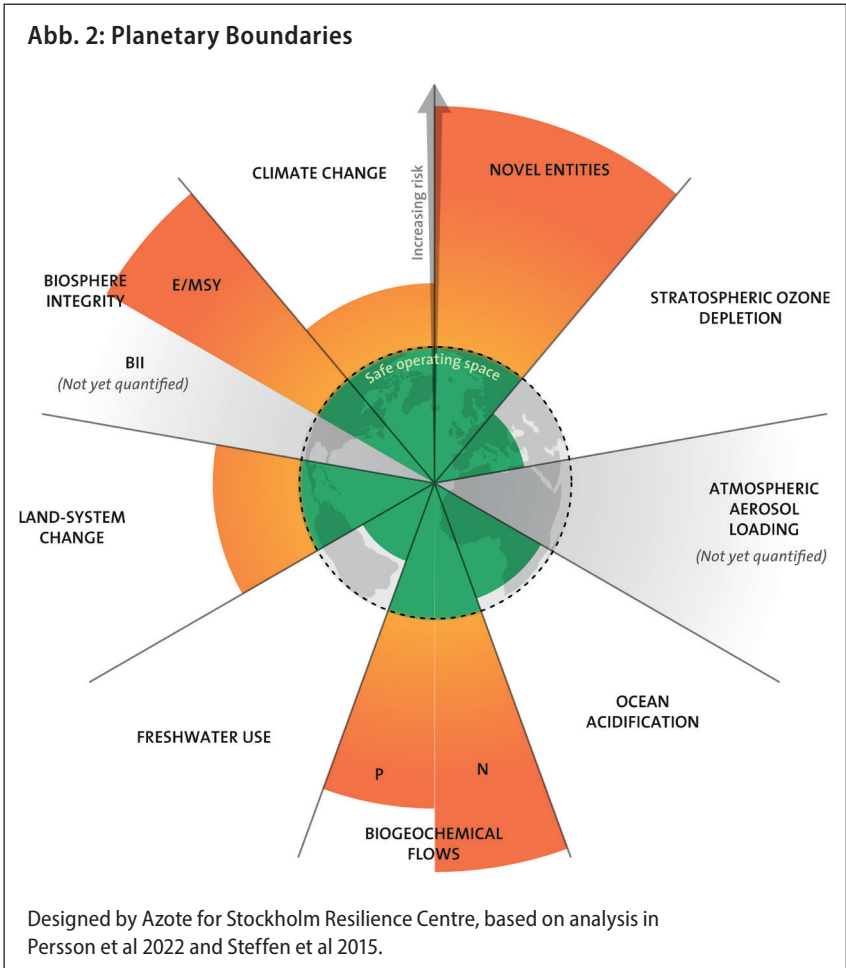 Abb. 2: Planetary Boundaries
CLIMATE CHANGE
Increasing risk
NOVEL ENTITIES
BIOSPHERE
INTEGRITY
E/MSY
STRATOSPHERIC OZONE
DEPLETION
BII
(Not yet quantified)
Safe operating space
LAND-SYSTEM
CHANGE
ATMOSPHERIC
AEROSOL
LOADING
(Not yet quantified)
FRESHWATER USE
OCEAN
ACIDIFICATION
P
N
BIOGEOCHEMICAL
FLOWS
Designed by Azote for Stockholm Resilience Centre, based on analysis in
Persson et al 2022 and Steffen et al 2015.